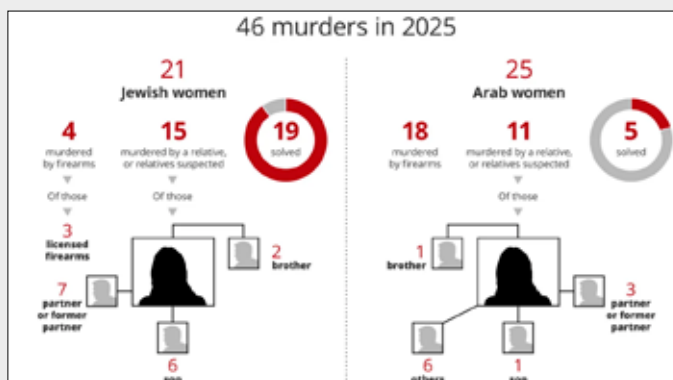 46 murders in 2025
21
Jewish women
4
murdered
by firearms
15
murdered by a relative,
or relatives suspected
19
solved
Of those
Of those
3
licensed
firearms
2
brother
7
partner
or former
partner
6
son
25
Arab women
18
murdered
by firearms
11
murdered by a relative,
or relatives suspected
5
solved
Of those
1
brother
3
partner
or former
partner
6
others
1
son